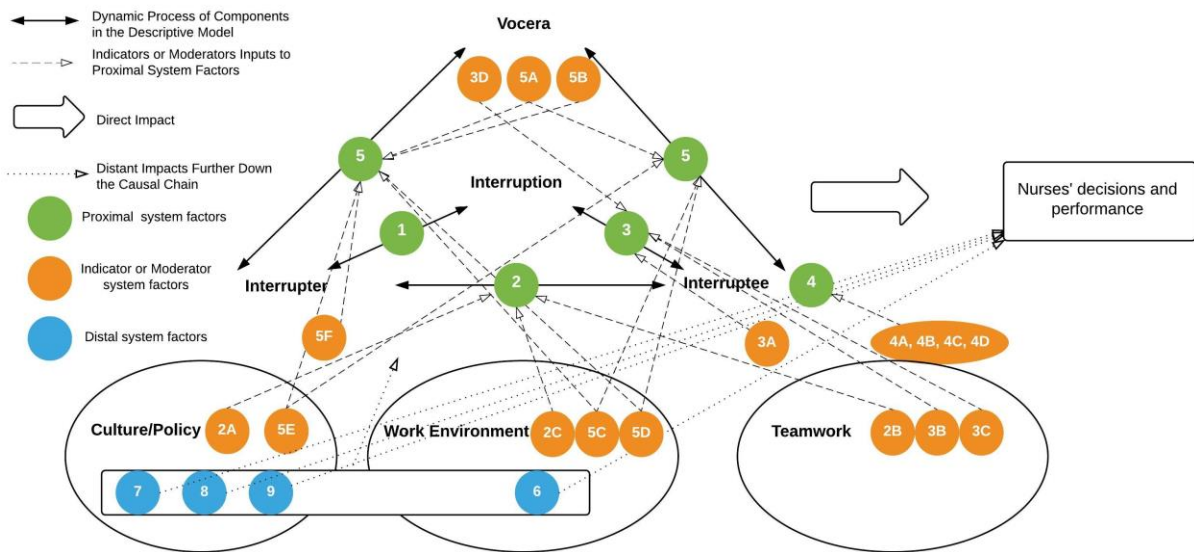 Dynamic Process of Components
in the Descriptive Model
Indicators or Moderators Inputs to
Proximal System Factors
Direct Impact
Distant Impacts Further Down
the Causal Chain
Proximal system factors
Indicator or Moderator
system factors
Distal system factors
Vocera
3D
5A
5B
5
5
Interruption
1
3
Interrupter
2
Interruptee
4
Nurses' decisions and
performance
5F
3A
4A, 4B, 4C, 4D
Culture/Policy
2A
5E
Work Environment
2C
5C
5D
Teamwork
2B
3B
3C
7
8
9
6